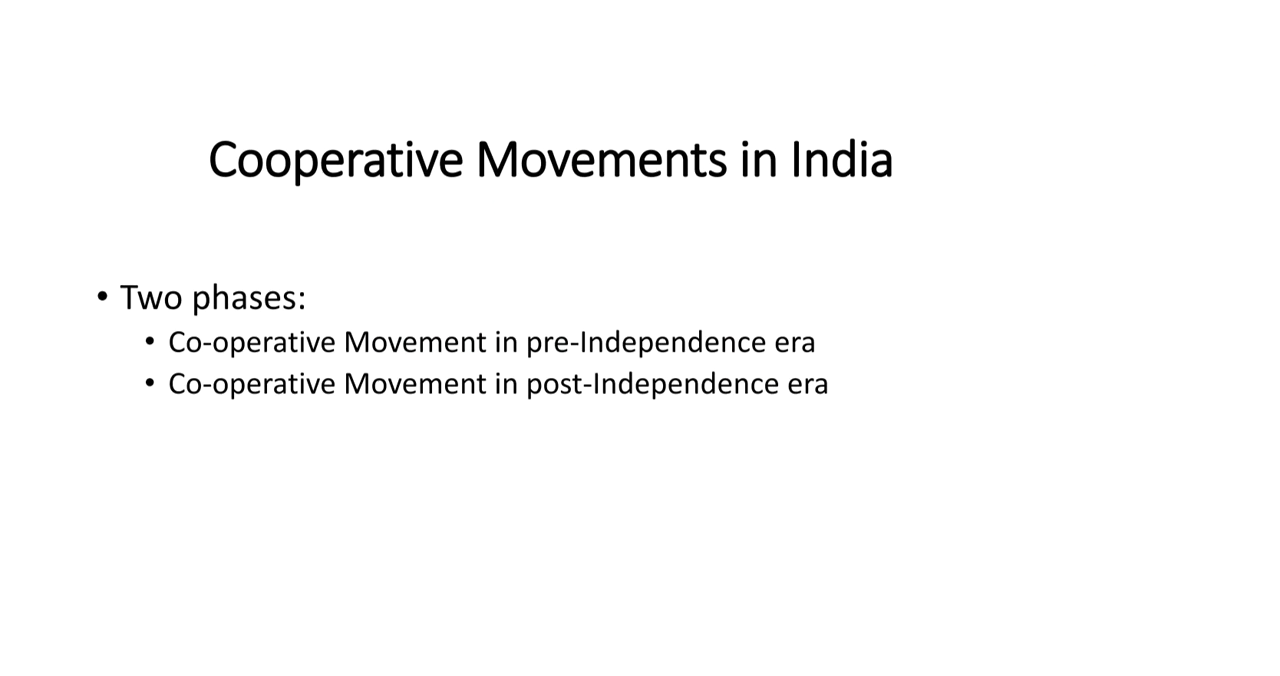 Cooperative Movements in India
• Two phases:
• Co-operative Movement in pre-Independence era
• Co-operative Movement in post-Independence era